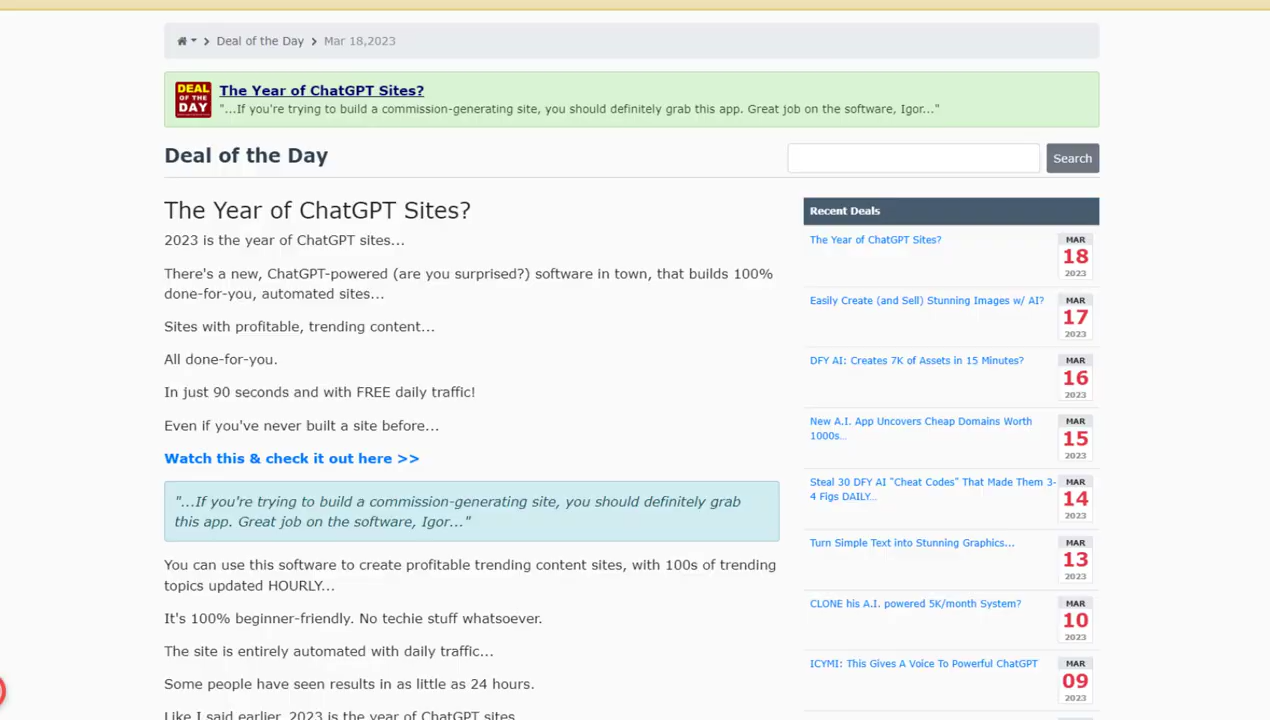 Deal of the Day
Mar 18,2023
DEAL
OF THE
DAY
The Year of ChatGPT Sites?
"...If you're trying to build a commission-generating site, you should definitely grab this app. Great job on the software, Igor..."
Deal of the Day
Search
The Year of ChatGPT Sites?
2023 is the year of ChatGPT sites...
There's a new, ChatGPT-powered (are you surprised?) software in town, that builds 100%
done-for-you, automated sites...
Sites with profitable, trending content...
All done-for-you.
In just 90 seconds and with FREE daily traffic!
Even if you've never built a site before...
Watch this & check it out here >>
"...If you're trying to build a commission-generating site, you should definitely grab
this app. Great job on the software, Igor..."
You can use this software to create profitable trending content sites, with 100s of trending
topics updated HOURLY...
It's 100% beginner-friendly. No techie stuff whatsoever.
The site is entirely automated with daily traffic...
Some people have seen results in as little as 24 hours.
Like I said earlier, 2023 is the year of ChatGPT sites
Recent Deals
The Year of ChatGPT Sites?
MAR
18
2023
Easily Create (and Sell) Stunning Images w/ AI?
MAR
17
2023
DFY AI: Creates 7K of Assets in 15 Minutes?
MAR
16
2023
New A.I. App Uncovers Cheap Domains Worth
1000s...
MAR
15
2023
Steal 30 DFY AI "Cheat Codes" That Made Them 3-
4 Figs DAILY...
MAR
14
2023
Turn Simple Text into Stunning Graphics...
MAR
13
2023
CLONE his A.I. powered 5K/month System?
MAR
10
2023
ICYMI: This Gives A Voice To Powerful ChatGPT
MAR
09
2023